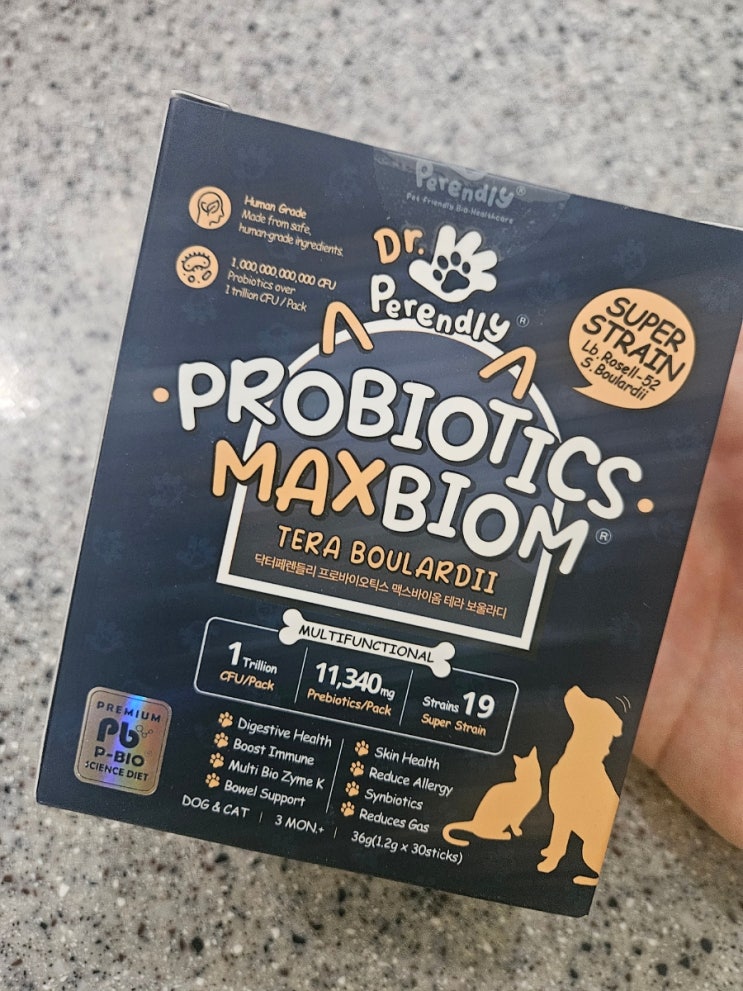 Perendly®
Pet Friendly Bio-Healthcare
Human Grade
Made from safe,
human-grade ingredients.
1,000,000,000,000 CFU
Probiotics over
1 trillion CFU / Pack
Dr.
Perendly®
SUPER
STRAIN
Lb. Rosell-52
S. Boulardii
PROBIOTICS
MAXBIOM®
TERA BOULARDII
닥터페렌들리 프로바이오틱스 맥스바이옴 테라 보울라디
MULTIFUNCTIONAL
1 Trillion
CFU/Pack
11,340mg
Prebiotics/Pack
Strains 19
Super Strain
PREMIUM
Pb
P-BIO
SCIENCE DIET
Digestive Health
Boost Immune
Multi Bio Zyme K
Bowel Support
Skin Health
Reduce Allergy
Synbiotics
Reduces Gas
DOG & CAT | 3 MON.+ | 36g(1.2g x 30sticks)